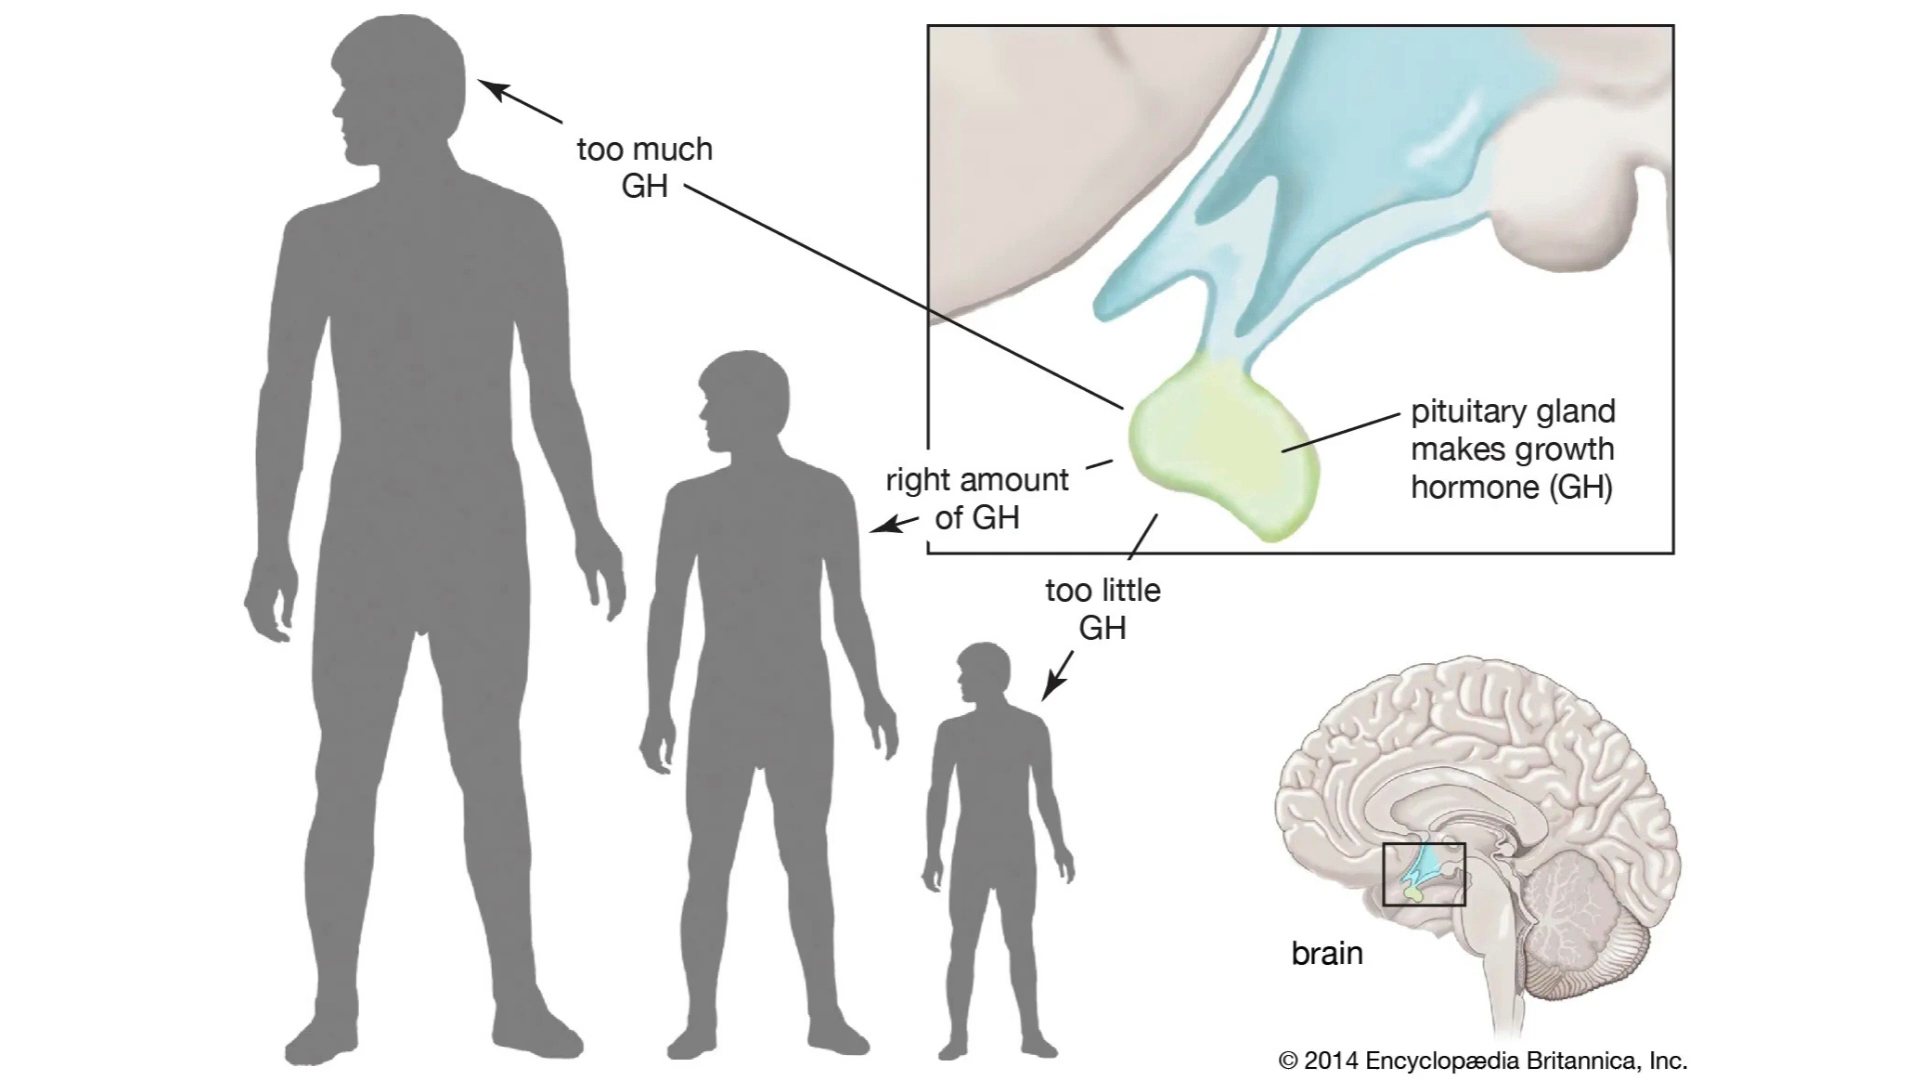 too much
GH
right amount
of GH
too little
GH
pituitary gland
makes growth
hormone (GH)
brain
© 2014 Encyclopædia Britannica, Inc.